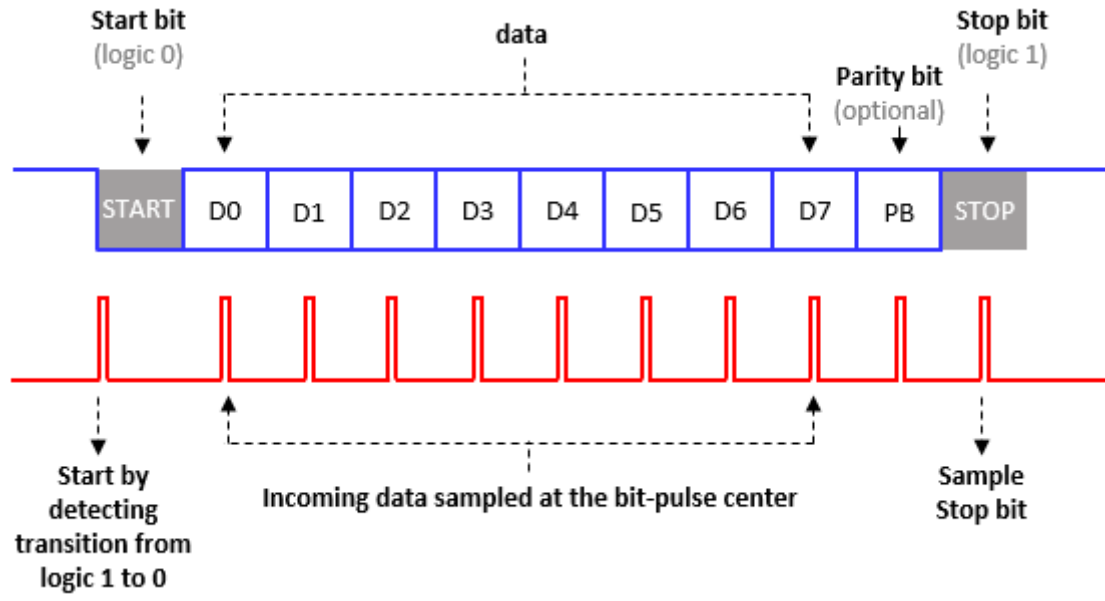 Start bit
(logic 0)
data
Stop bit
(logic 1)
Parity bit
(optional)
START D0 D1 D2 D3 D4 D5 D6 D7 PB STOP
Start by
detecting
transition from
logic 1 to 0
Incoming data sampled at the bit-pulse center
Sample
Stop bit